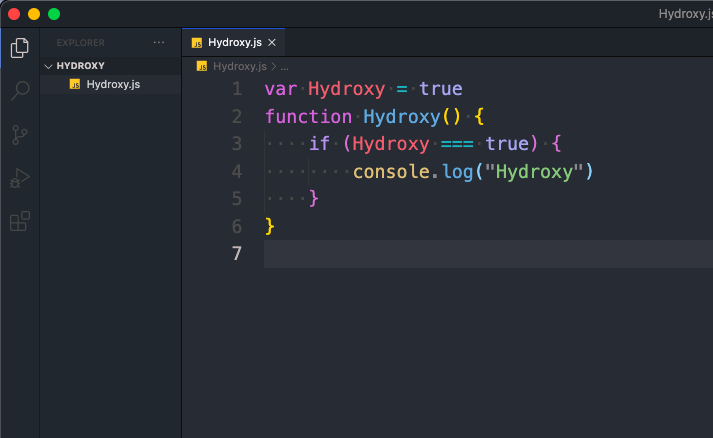 Hydroxy.js
EXPLORER ...
HYDROXY
JS Hydroxy.js
JS Hydroxy.js ×
JS Hydroxy.js > ...
1 var Hydroxy = true
2 function Hydroxy() {
3 if (Hydroxy === true) {
4 console.log("Hydroxy")
5 }
6 }
7